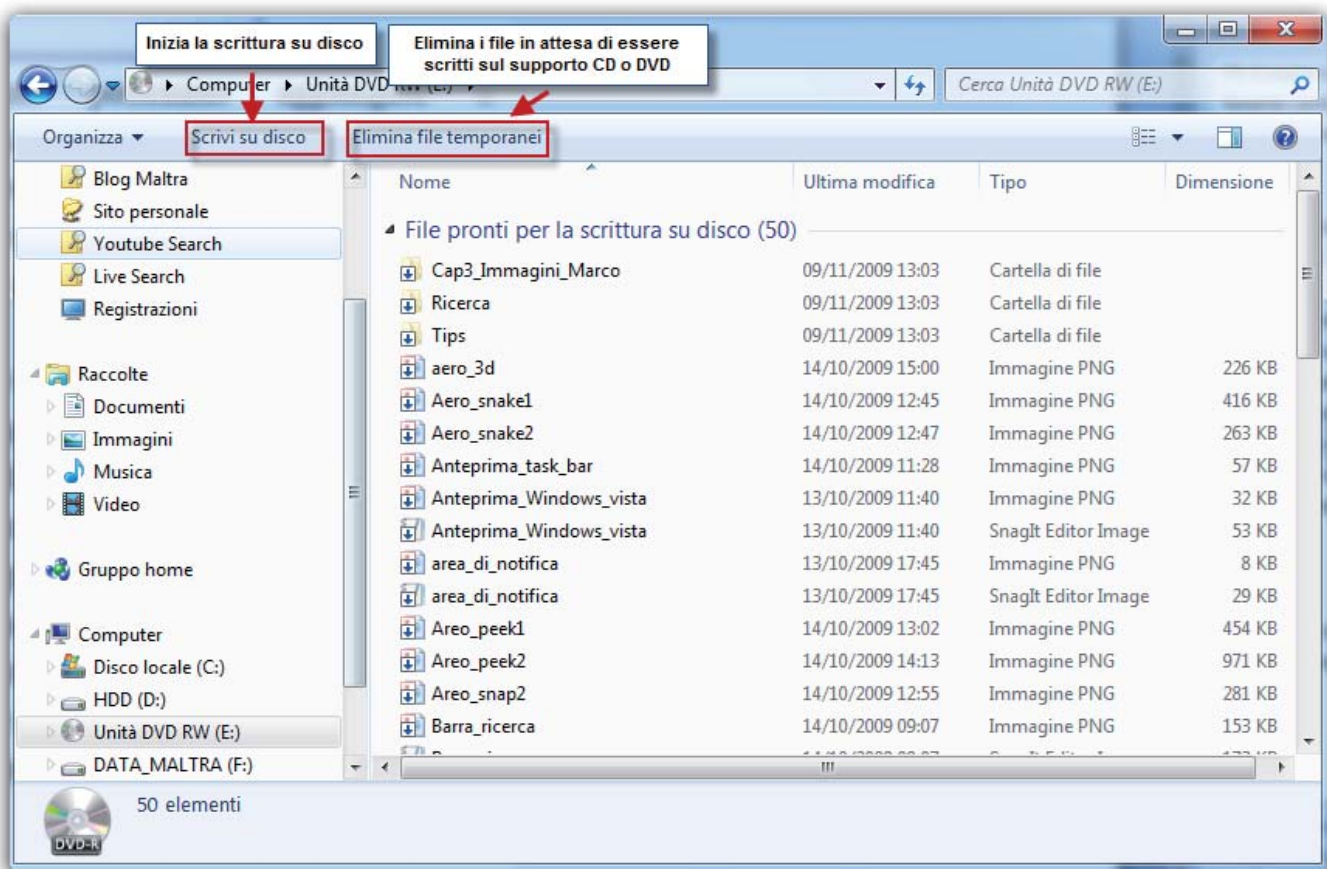 Inizia la scrittura su disco
Elimina i file in attesa di essere
scritti sul supporto CD o DVD
Computer Unità DVD RW (E:)
Cerca Unità DVD RW (E:)
Organizza Scrivi su disco Elimina file temporanei
Blog Maltra
Sito personale
Youtube Search
Live Search
Registrazioni
Raccolte
Documenti
Immagini
Musica
Video
Gruppo home
Computer
Disco locale (C:)
HDD (D:)
Unità DVD RW (E:)
DATA_MALTRA (F:)
Nome Ultima modifica Tipo Dimensione
File pronti per la scrittura su disco (50)
Cap3_Immagini_Marco 09/11/2009 13:03 Cartella di file
Ricerca 09/11/2009 13:03 Cartella di file
Tips 09/11/2009 13:03 Cartella di file
aero_3d 14/10/2009 15:00 Immagine PNG 226 KB
Aero_snake1 14/10/2009 12:45 Immagine PNG 416 KB
Aero_snake2 14/10/2009 12:47 Immagine PNG 263 KB
Anteprima_task_bar 14/10/2009 11:28 Immagine PNG 57 KB
Anteprima_Windows_vista 13/10/2009 11:40 Immagine PNG 32 KB
Anteprima_Windows_vista 13/10/2009 11:40 SnagIt Editor Image 53 KB
area_di_notifica 13/10/2009 17:45 Immagine PNG 8 KB
area_di_notifica 13/10/2009 17:45 SnagIt Editor Image 29 KB
Areo_peek1 14/10/2009 13:02 Immagine PNG 454 KB
Areo_peek2 14/10/2009 14:13 Immagine PNG 971 KB
Areo_snap2 14/10/2009 12:55 Immagine PNG 281 KB
Barra_ricerca 14/10/2009 09:07 Immagine PNG 153 KB
50 elementi
DVD-R